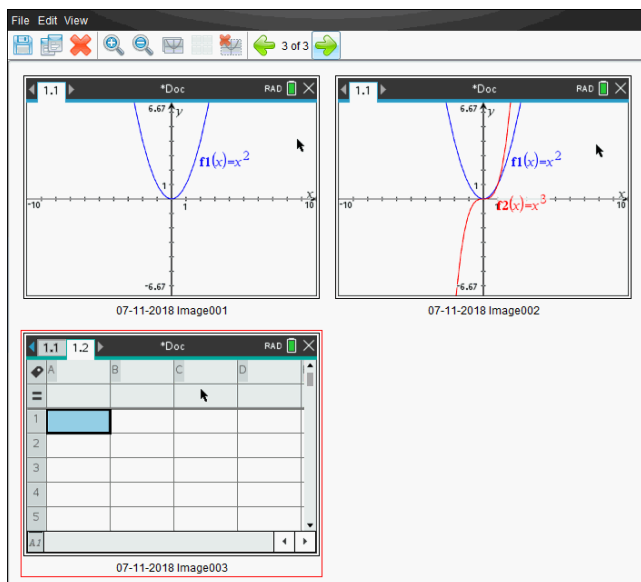 File Edit View
3 of 3
1.1 *Doc RAD
6.67 y
f1(x)=x²
1
x
-10 1 10
-6.67
07-11-2018 Image001
1.1 *Doc RAD
6.67 y
f1(x)=x²
1
x
-10 f2(x)=x³ 10
-6.67
07-11-2018 Image002
1.1 1.2 *Doc RAD
A B C D
=
1
2
3
4
5
A1
07-11-2018 Image003